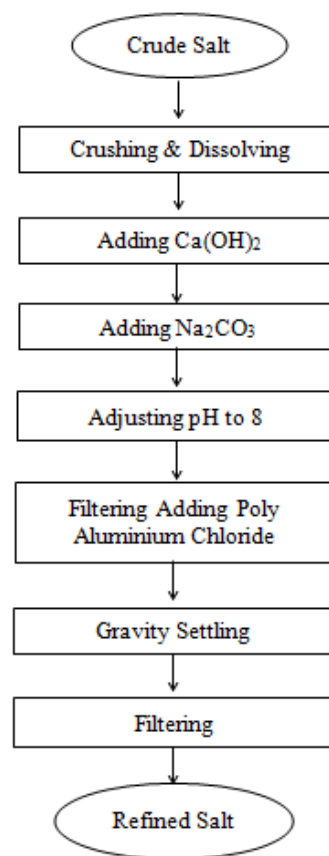 Crude Salt
Crushing & Dissolving
Adding Ca(OH)₂
Adding Na₂CO₃
Adjusting pH to 8
Filtering Adding Poly
Aluminium Chloride
Gravity Settling
Filtering
Refined Salt